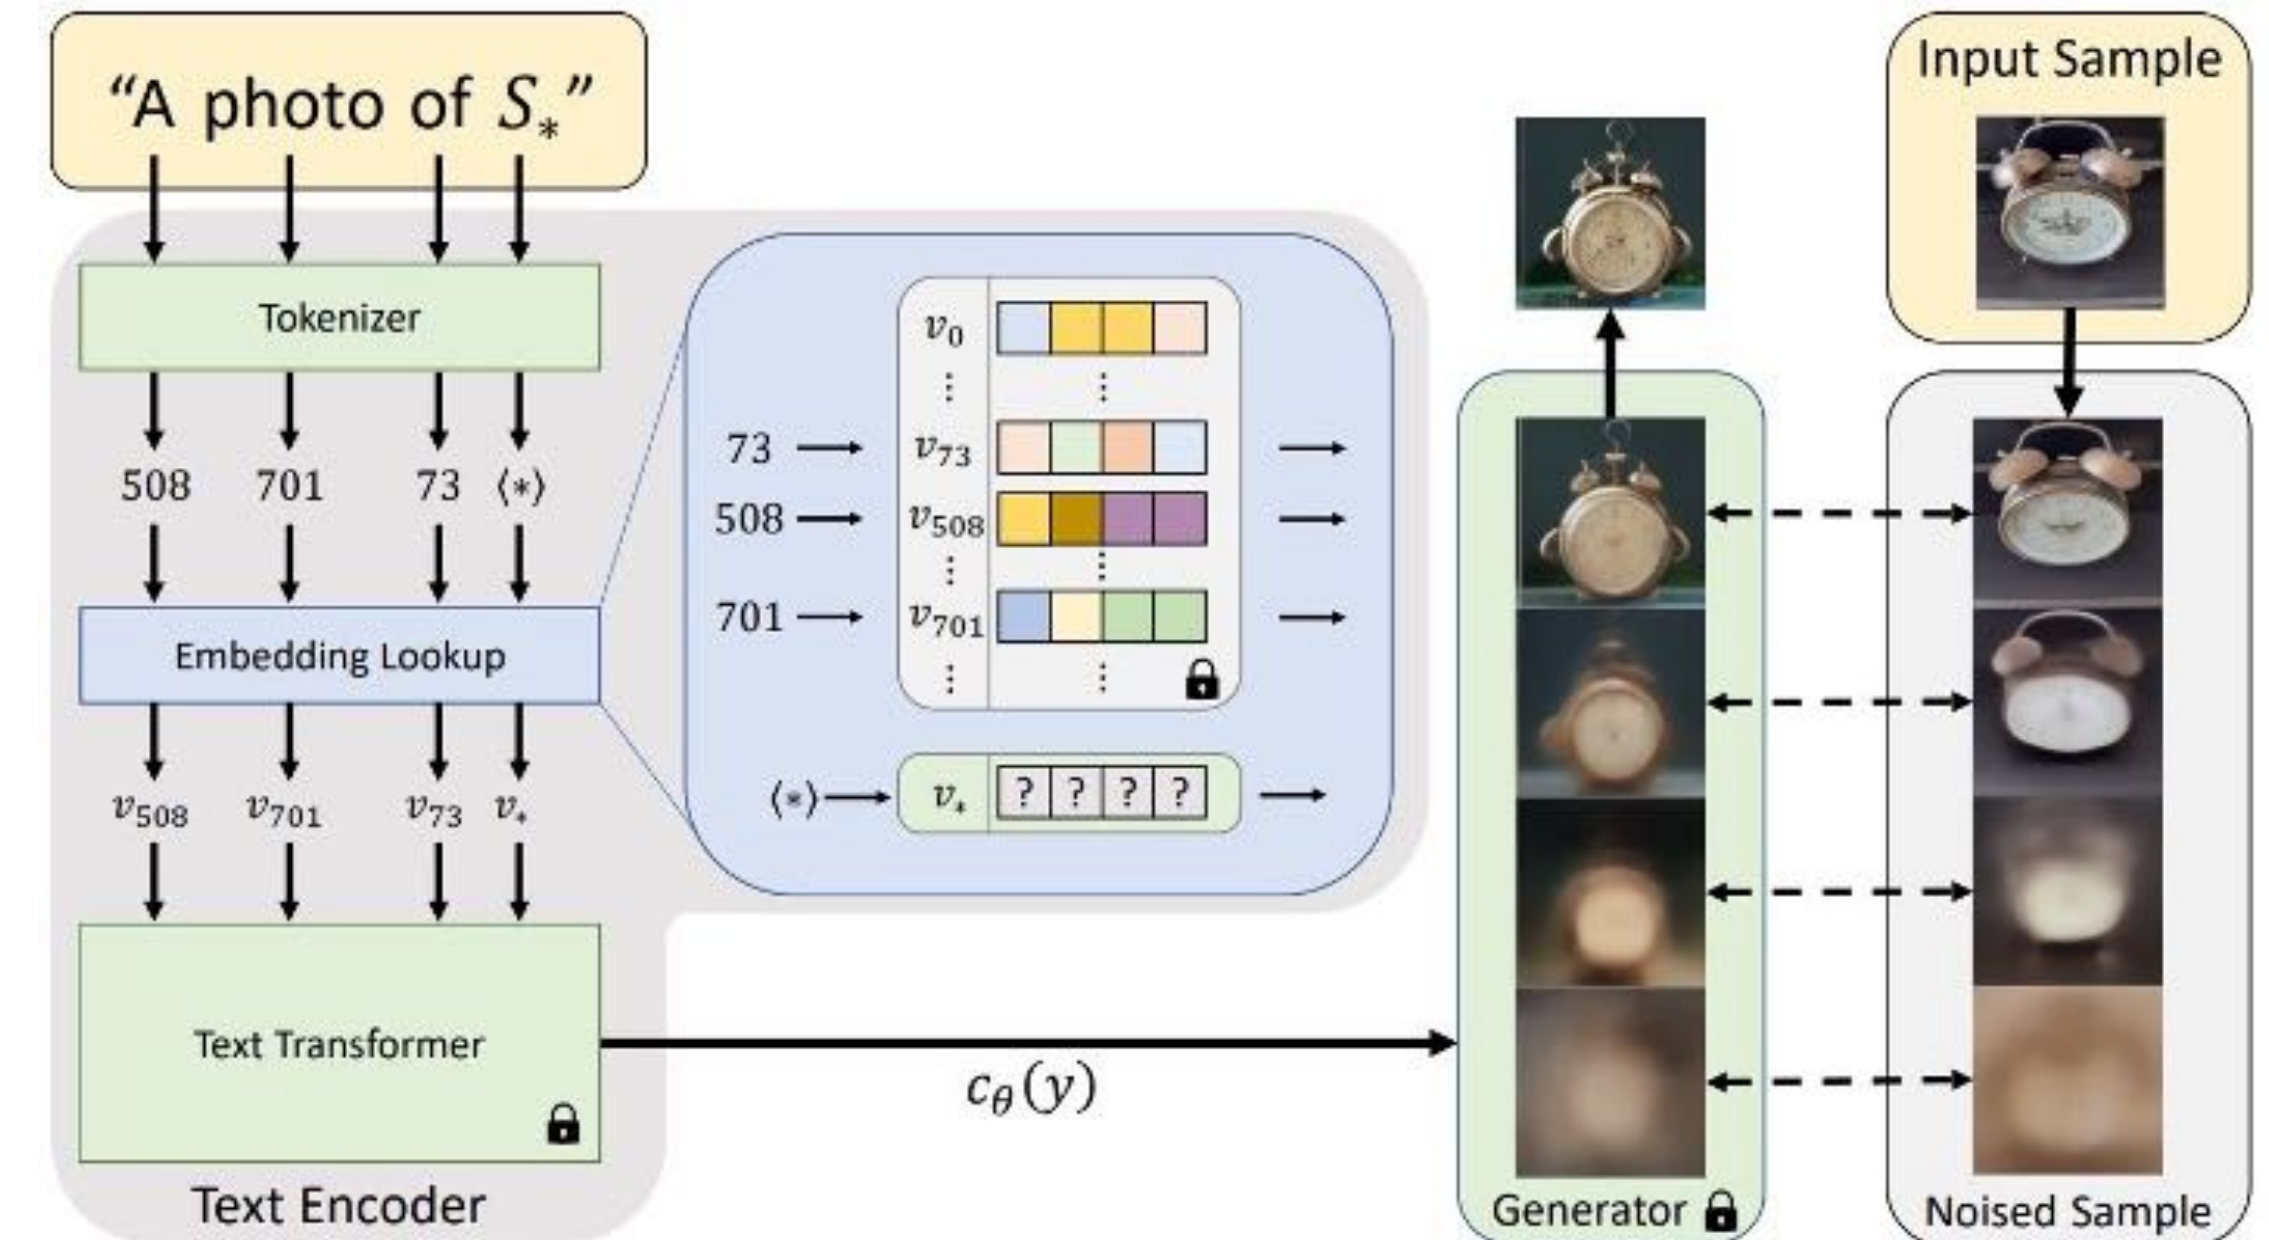 “A photo of S*”
Tokenizer
508 701 73 ⟨*⟩
Embedding Lookup
v508 v701 v73 v*
Text Transformer
Text Encoder
v0
⋮ ⋮
73 v73
508 v508
⋮ ⋮
701 v701
⋮ ⋮
⟨*⟩ v* ? ? ? ?
cθ(y)
Generator
Input Sample
Noised Sample